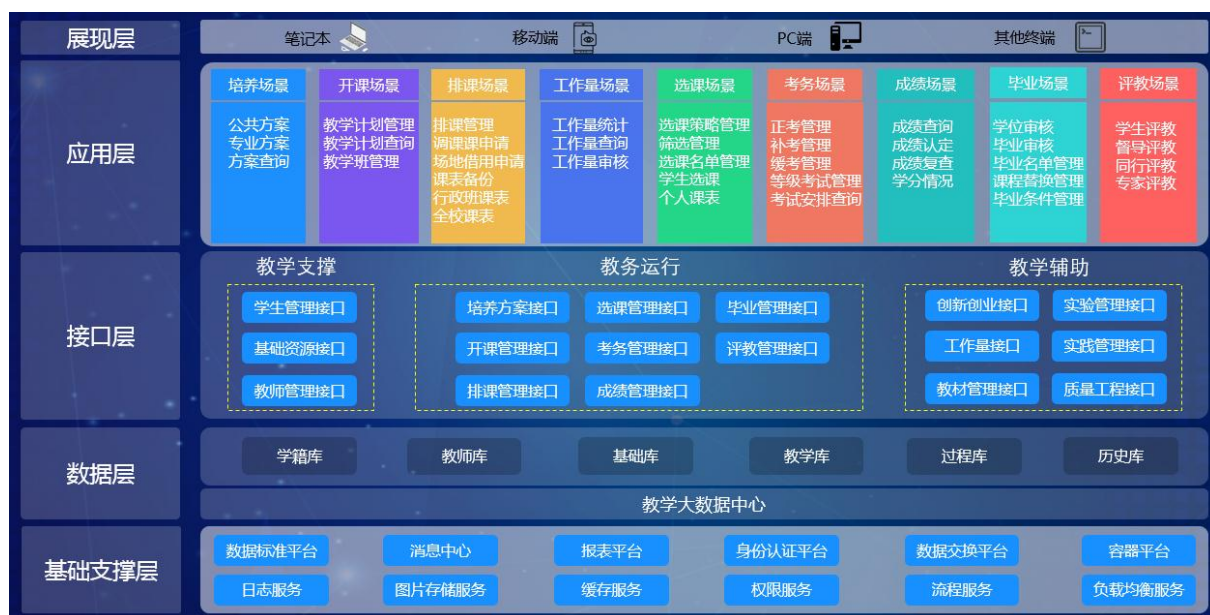 展现层
笔记本
移动端
PC端
其他终端
应用层
培养场景
公共方案
专业方案
方案查询
开课场景
教学计划管理
教学计划查询
教学班管理
排课场景
排课管理
调课课申请
场地借用申请
课表备份
行政班课表
全校课表
工作量场景
工作量统计
工作量查询
工作量审核
选课场景
选课策略管理
筛选管理
选课名单管理
学生选课
个人课表
考务场景
正考管理
补考管理
缓考管理
等级考试管理
考试安排查询
成绩场景
成绩查询
成绩认定
成绩复查
学分情况
毕业场景
学位审核
毕业审核
毕业名单管理
课程替换管理
毕业条件管理
评教场景
学生评教
督导评教
同行评教
专家评教
接口层
教学支撑
学生管理接口
基础资源接口
教师管理接口
教务运行
培养方案接口
选课管理接口
毕业管理接口
开课管理接口
考务管理接口
评教管理接口
排课管理接口
成绩管理接口
教学辅助
创新创业接口
实验管理接口
工作量接口
实践管理接口
教材管理接口
质量工程接口
数据层
学籍库
教师库
基础库
教学库
过程库
历史库
教学大数据中心
基础支撑层
数据标准平台
消息中心
报表平台
身份认证平台
数据交换平台
容器平台
日志服务
图片存储服务
缓存服务
权限服务
流程服务
负载均衡服务